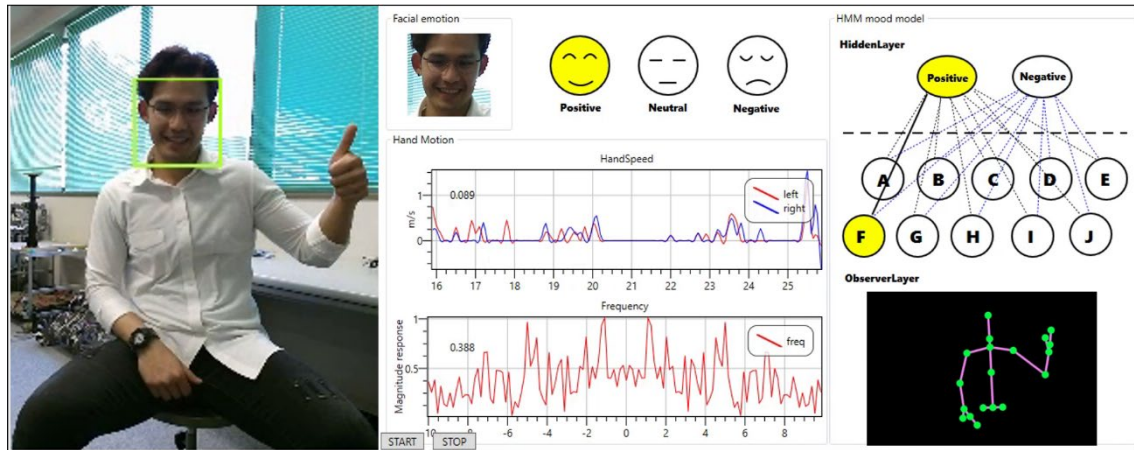 Facial emotion
Positive
Neutral
Negative
Hand Motion
HandSpeed
0.089
left
right
m/s
1
0
16 17 18 19 20 21 22 23 24 25
Frequency
0.388
freq
Magnitude response
1
0.5
10 -8 -6 -4 -2 0 2 4 6 8
START STOP
HMM mood model
HiddenLayer
Positive Negative
A B C D E
F G H I J
ObserverLayer